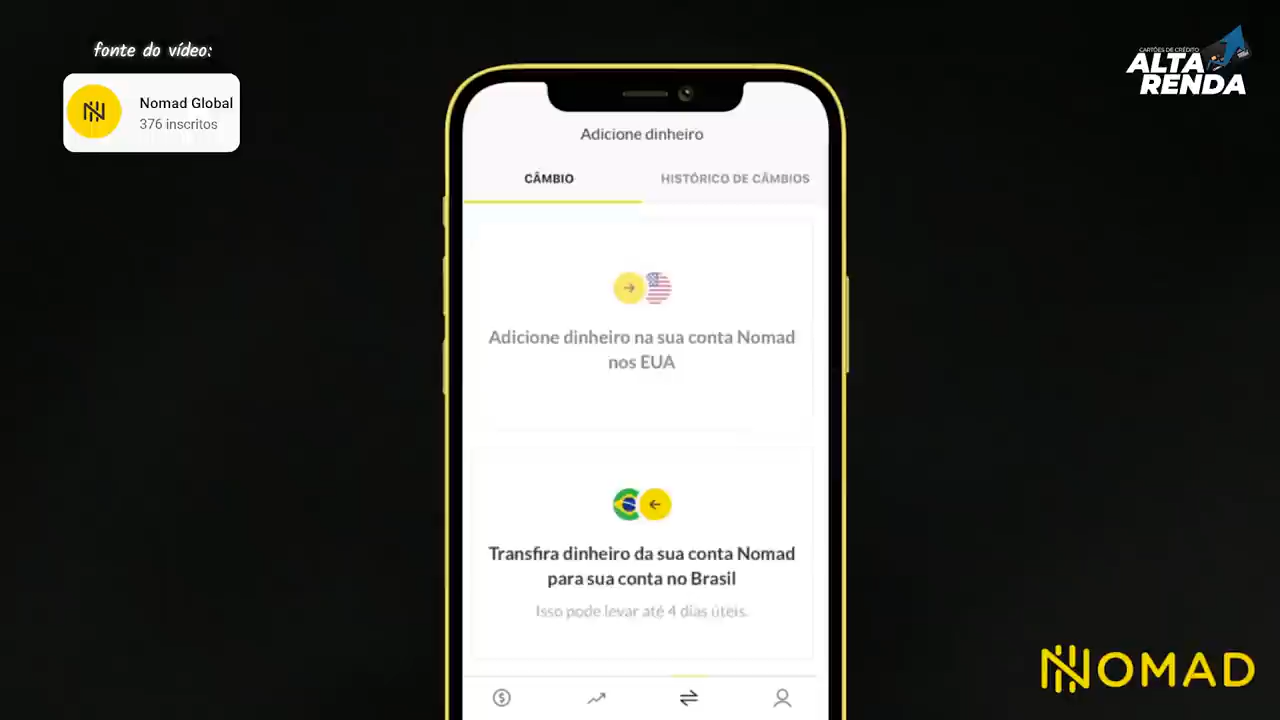 fonte do vídeo:
Nomad Global
376 inscritos
CARTÕES DE CRÉDITO
ALTA
RENDA
Adicione dinheiro
CÂMBIO
HISTÓRICO DE CÂMBIOS
Adicione dinheiro na sua conta Nomad
nos EUA
Transfira dinheiro da sua conta Nomad
para sua conta no Brasil
Isso pode levar até 4 dias úteis.
NOMAD